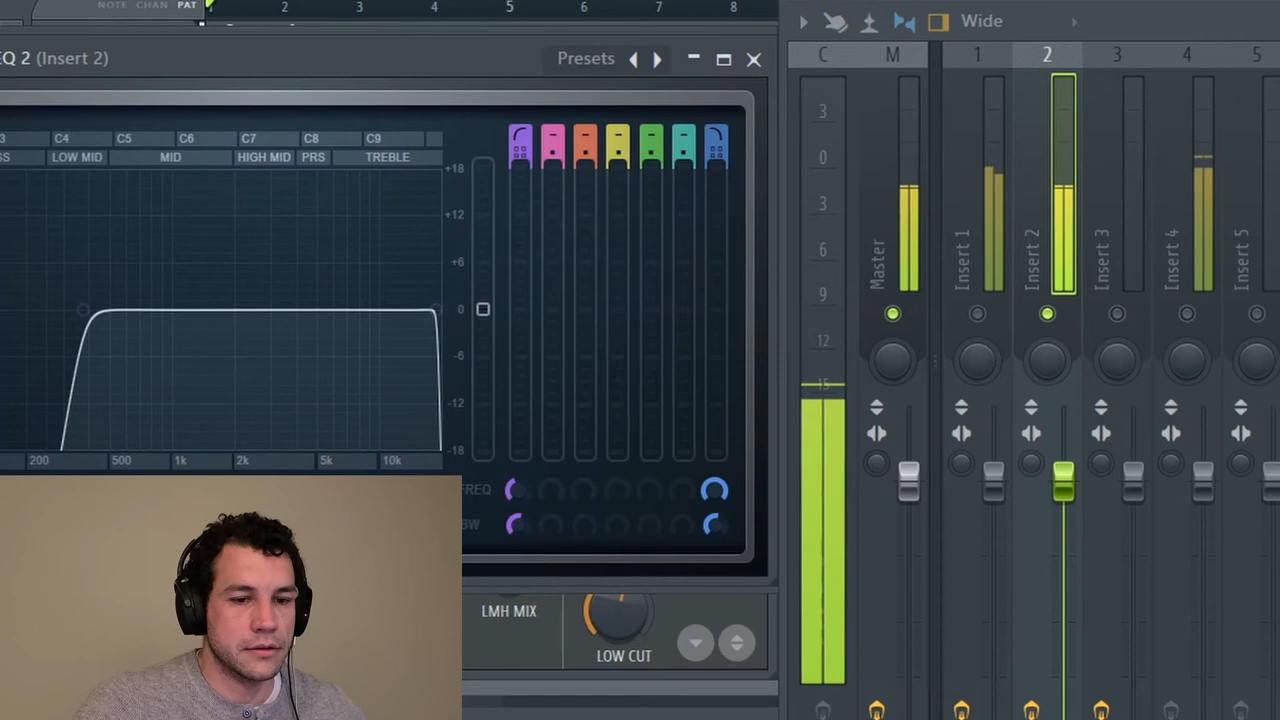 NOTE CHAN PAT
2 3 4 5 6 7 8
EQ 2 (Insert 2)
Presets
Wide
C M 1 2 3 4 5
C4 C5 C6 C7 C8 C9
LOW MID MID HIGH MID PRS TREBLE
+18
+12
+6
0
-6
-12
-18
200 500 1k 2k 5k 10k
FREQ
BW
LMH MIX
LOW CUT
3
0
3
6
9
12
15
Master
Insert 1
Insert 2
Insert 3
Insert 4
Insert 5